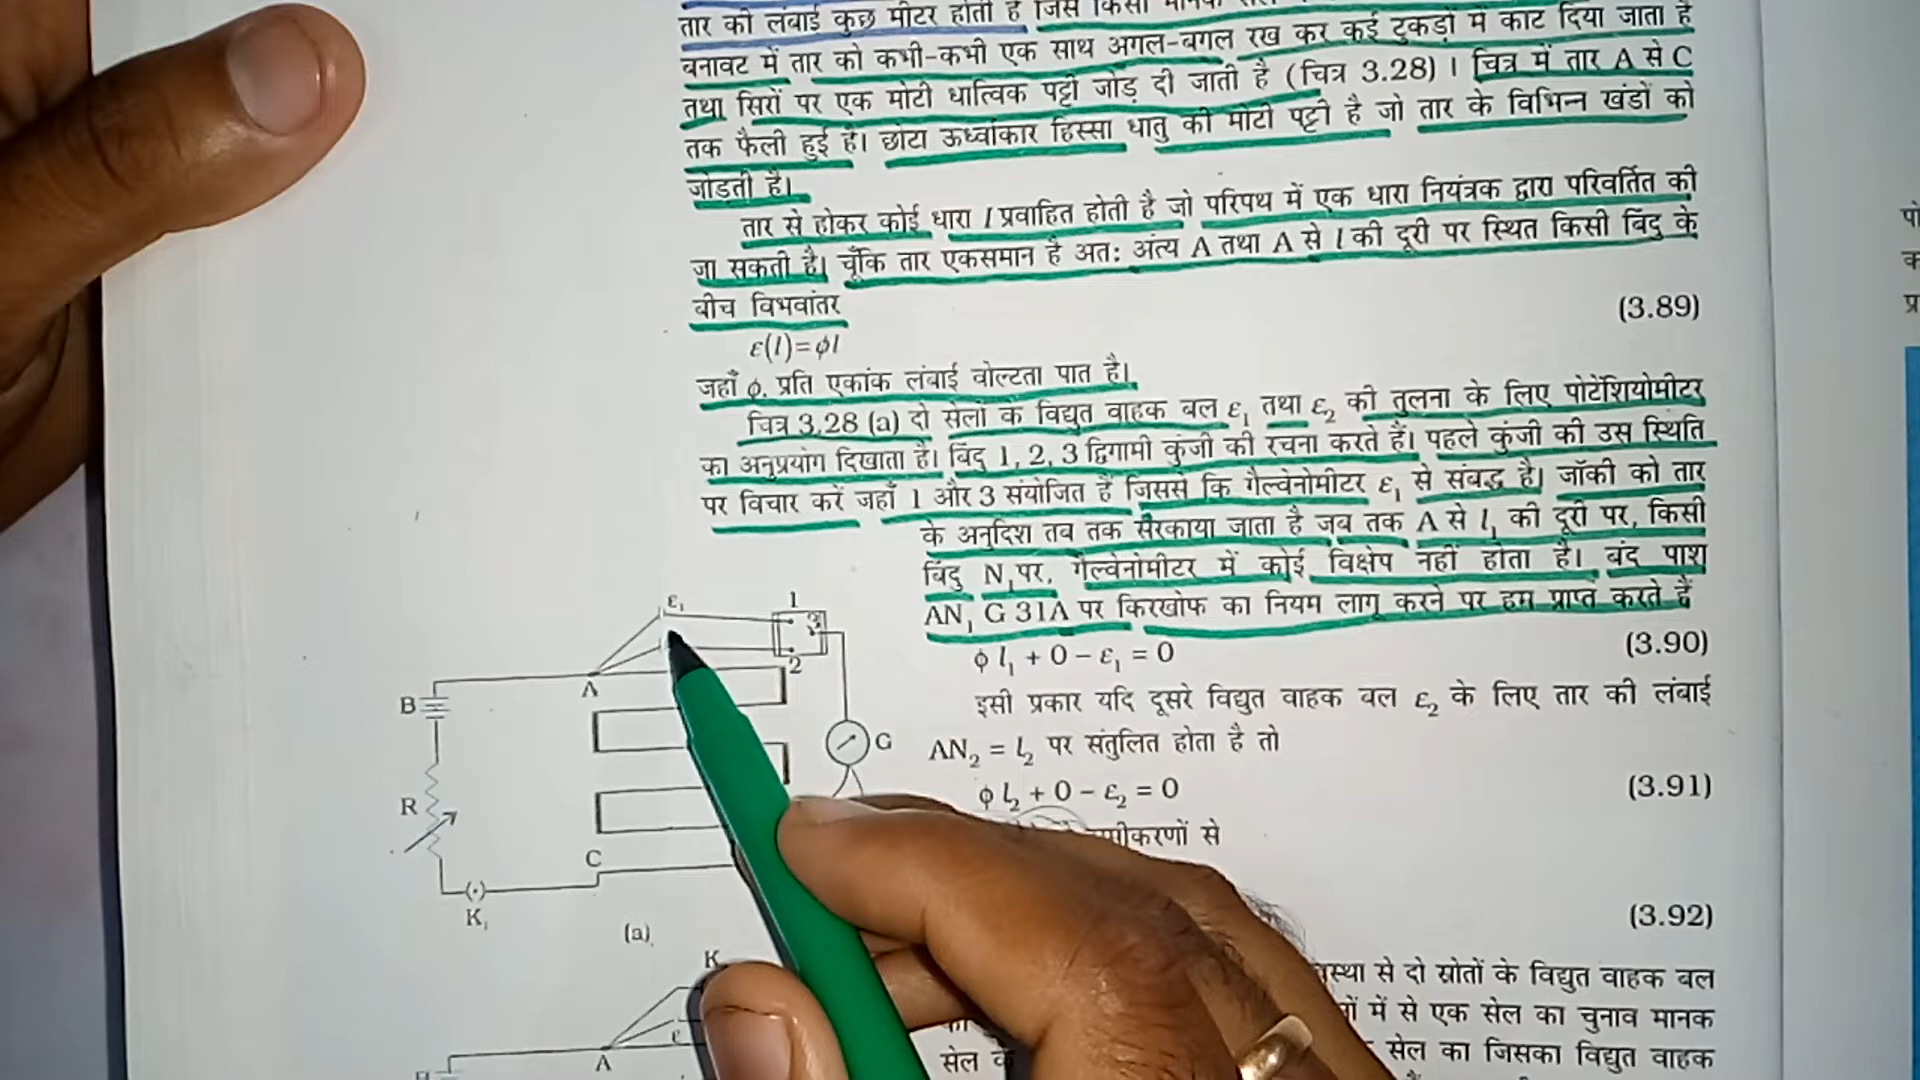 तार की लंबाई कुछ मीटर होती है जिसे किसी मानक
बनावट में तार को कभी-कभी एक साथ अगल-बगल रख कर कई टुकड़ों में काट दिया जाता है
तथा सिरों पर एक मोटी धात्विक पट्टी जोड़ दी जाती है (चित्र 3.28) । चित्र में तार A से C
तक फैली हुई है। छोटा ऊर्ध्वाकार हिस्सा धातु की मोटी पट्टी है जो तार के विभिन्न खंडों को
जोड़ती है।
तार से होकर कोई धारा I प्रवाहित होती है जो परिपथ में एक धारा नियंत्रक द्वारा परिवर्तित की
जा सकती है। चूँकि तार एकसमान है अत: अंत्य A तथा A से l की दूरी पर स्थित किसी बिंदु के
बीच विभवांतर
ε(l)=ϕl (3.89)
जहाँ ϕ, प्रति एकांक लंबाई वोल्टता पात है।
चित्र 3.28 (a) दो सेलों के विद्युत वाहक बल ε₁ तथा ε₂ की तुलना के लिए पोटेंशियोमीटर
का अनुप्रयोग दिखाता है। बिंदु 1, 2, 3 द्विगामी कुंजी की रचना करते हैं। पहले कुंजी की उस स्थिति
पर विचार करें जहाँ 1 और 3 संयोजित हैं जिससे कि गैल्वेनोमीटर ε₁ से संबद्ध है। जॉकी को तार
के अनुदिश तब तक सरकाया जाता है जब तक A से l₁ की दूरी पर, किसी
बिंदु N₁पर, गैल्वेनोमीटर में कोई विक्षेप नहीं होता है। बंद पाश
AN₁ G 31A पर किरखोफ का नियम लागू करने पर हम प्राप्त करते हैं
ϕ l₁ + 0 – ε₁ = 0 (3.90)
इसी प्रकार यदि दूसरे विद्युत वाहक बल ε₂ के लिए तार की लंबाई
AN₂ = l₂ पर संतुलित होता है तो
ϕ l₂ + 0 – ε₂ = 0 (3.91)
से
(3.92)
से दो स्रोतों के विद्युत वाहक बल
में से एक सेल का चुनाव मानक
सेल के
सेल का जिसका विद्युत वाहक
ε₁
1
3
2
A
B
G
R
C
K₁
(a)
K
ε
A